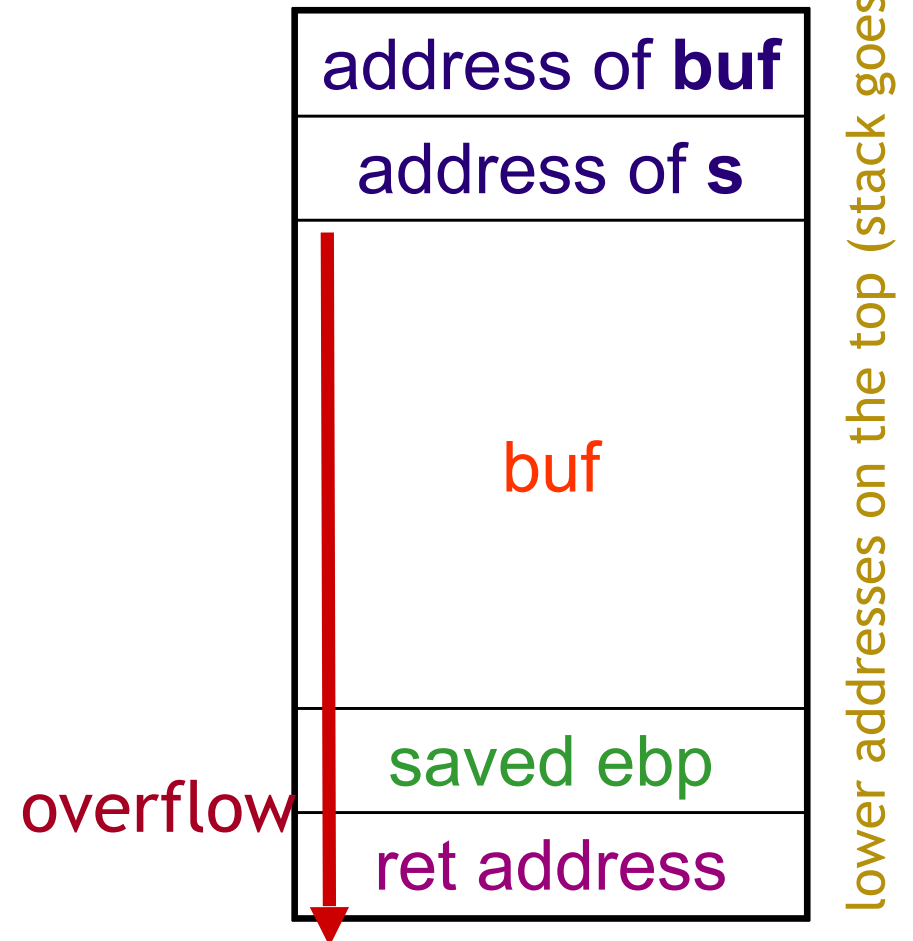 address of buf
address of s
buf
saved ebp
overflow
ret address
lower addresses on the top (stack goes